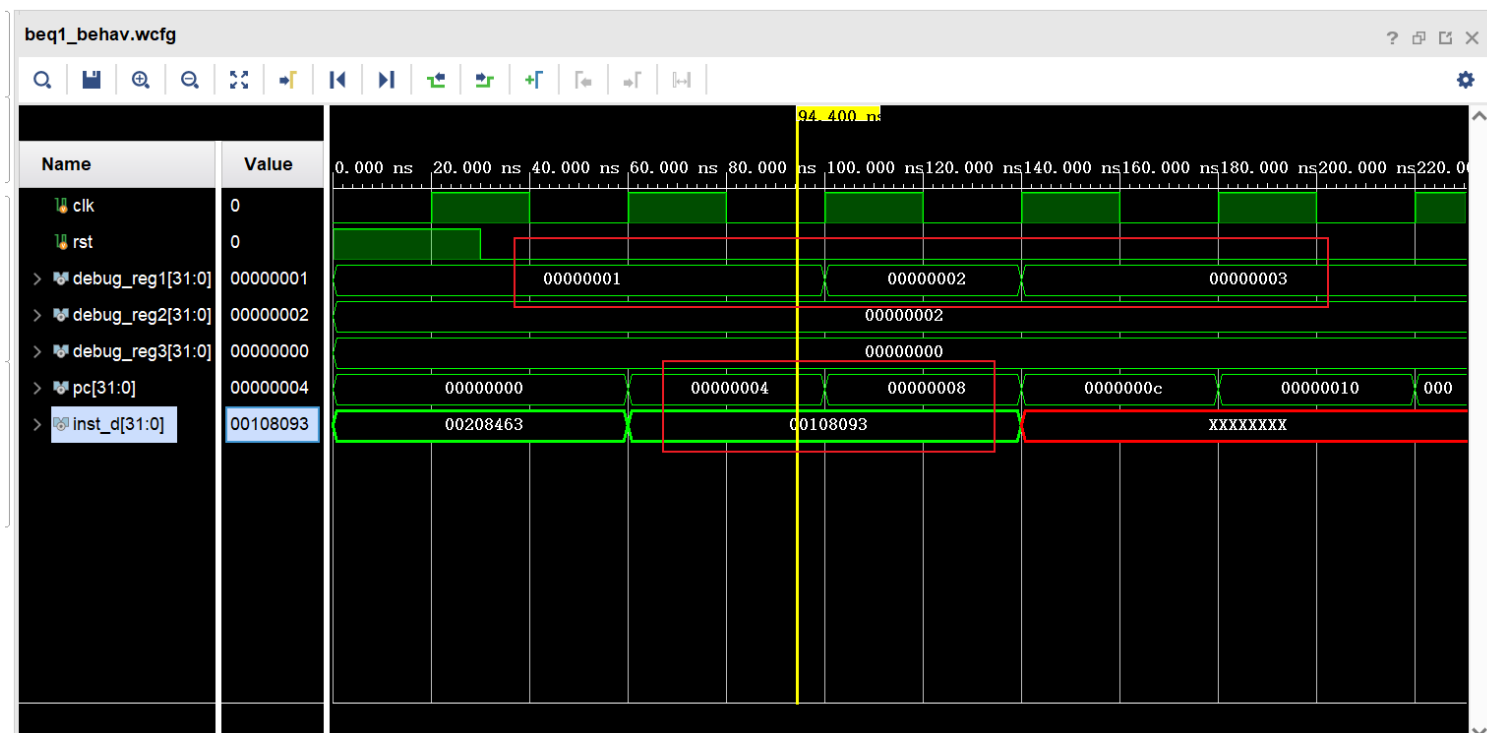 beq1_behav.wcfg
94.400 ns
Name Value
0.000 ns 20.000 ns 40.000 ns 60.000 ns 80.000 ns 100.000 ns 120.000 ns 140.000 ns 160.000 ns 180.000 ns 200.000 ns 220.00
clk 0
rst 0
debug_reg1[31:0] 00000001 00000001 00000002 00000003
debug_reg2[31:0] 00000002 00000002
debug_reg3[31:0] 00000000 00000000
pc[31:0] 00000004 00000000 00000004 00000008 0000000c 00000010 000
inst_d[31:0] 00108093 00208463 00108093 XXXXXXXX